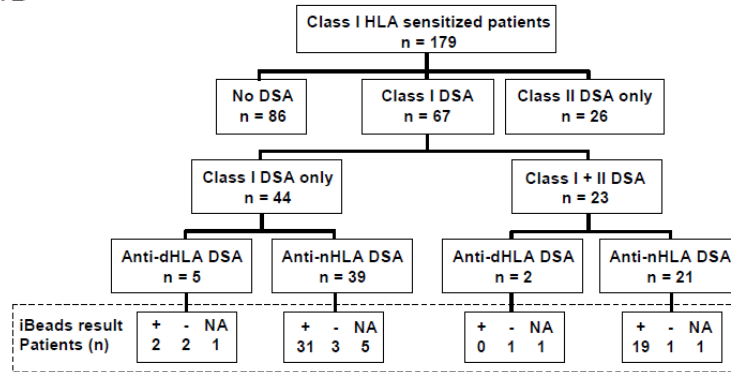 Class I HLA sensitized patients
n = 179
No DSA
n = 86
Class I DSA
n = 67
Class II DSA only
n = 26
Class I DSA only
n = 44
Class I + II DSA
n = 23
Anti-dHLA DSA
n = 5
Anti-nHLA DSA
n = 39
Anti-dHLA DSA
n = 2
Anti-nHLA DSA
n = 21
iBeads result
Patients (n)
+ - NA
2 2 1
+ - NA
31 3 5
+ - NA
0 1 1
+ - NA
19 1 1